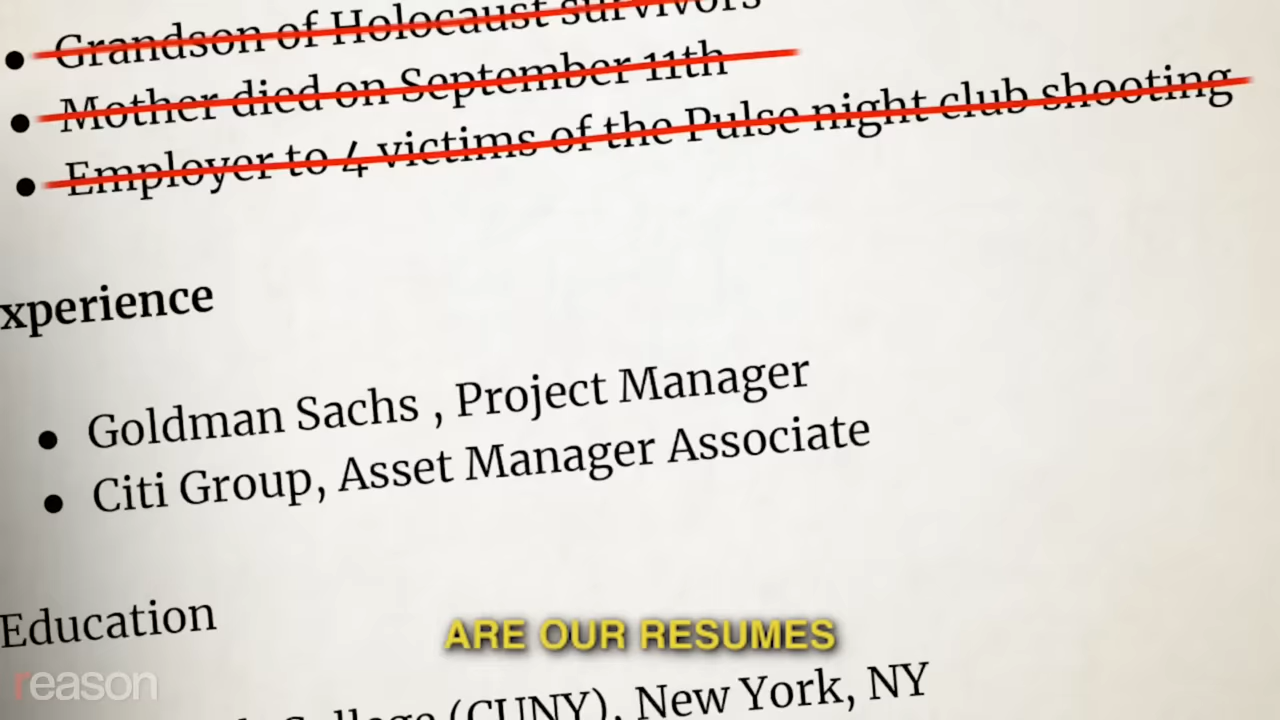 Grandson of Holocaust survivors
Mother died on September 11th
Employer to 4 victims of the Pulse night club shooting
xperience
Goldman Sachs , Project Manager
Citi Group, Asset Manager Associate
Education
ARE OUR RESUMES
College (CUNY), New York, NY
reason